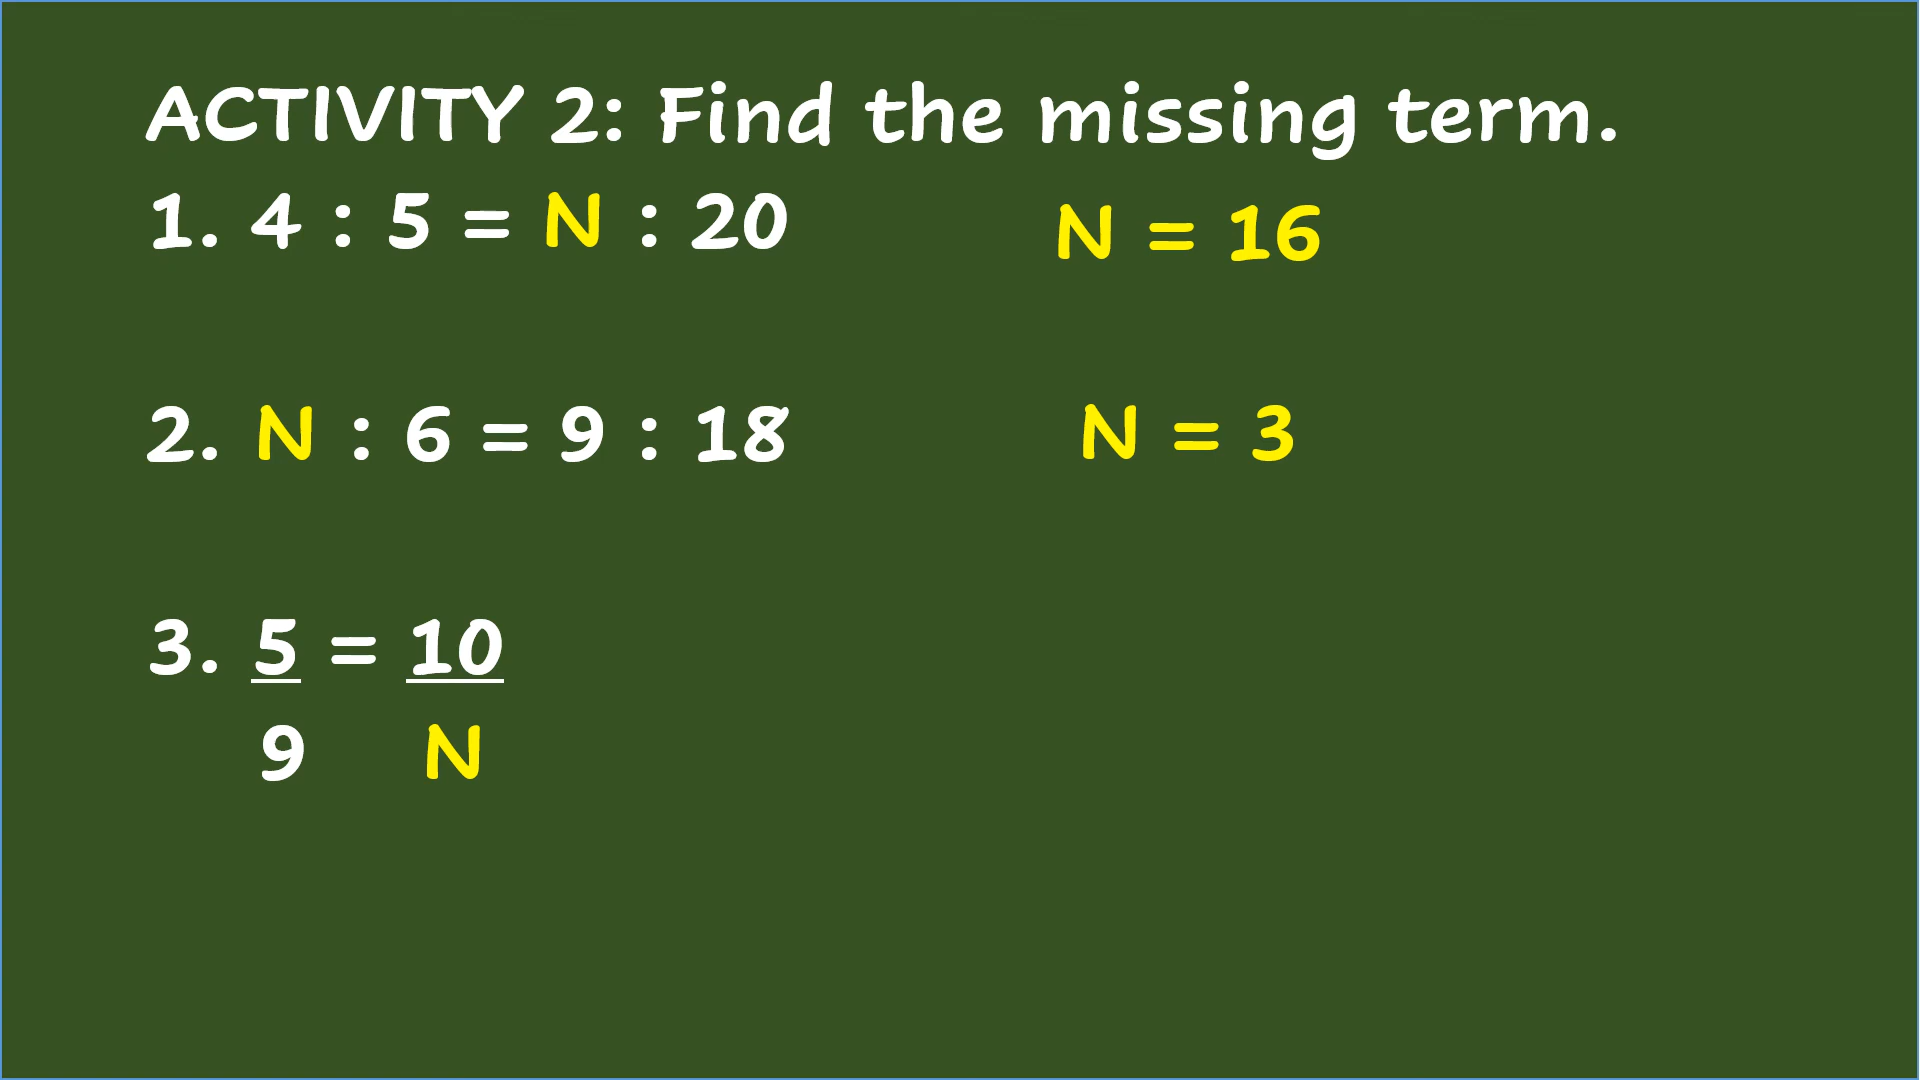 ACTIVITY 2: Find the missing term.
1. 4 : 5 = N : 20 N = 16
2. N : 6 = 9 : 18 N = 3
3. 5 = 10
9 N